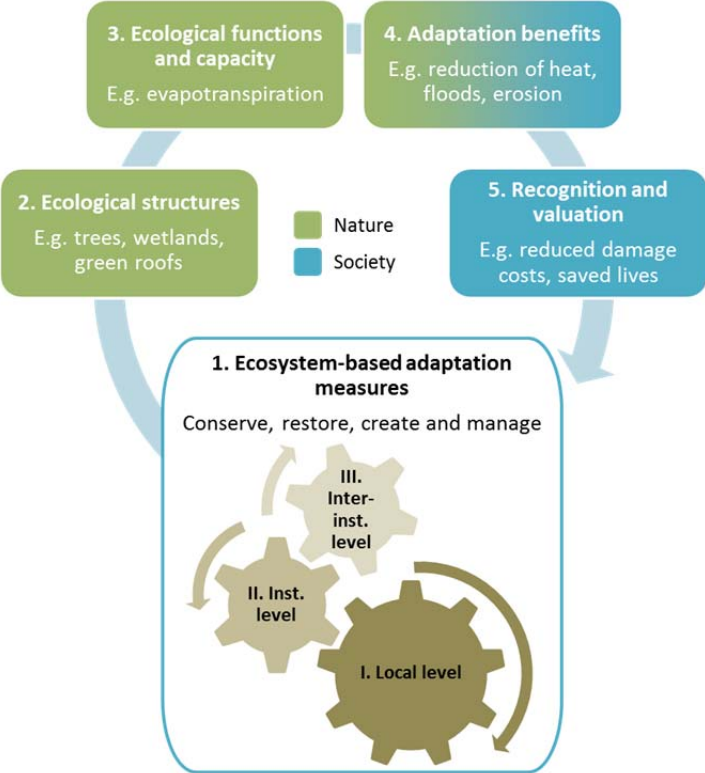 3. Ecological functions
and capacity
E.g. evapotranspiration
4. Adaptation benefits
E.g. reduction of heat,
floods, erosion
2. Ecological structures
E.g. trees, wetlands,
green roofs
Nature
Society
5. Recognition and
valuation
E.g. reduced damage
costs, saved lives
1. Ecosystem-based adaptation
measures
Conserve, restore, create and manage
III.
Inter-
inst.
level
II. Inst.
level
I. Local level